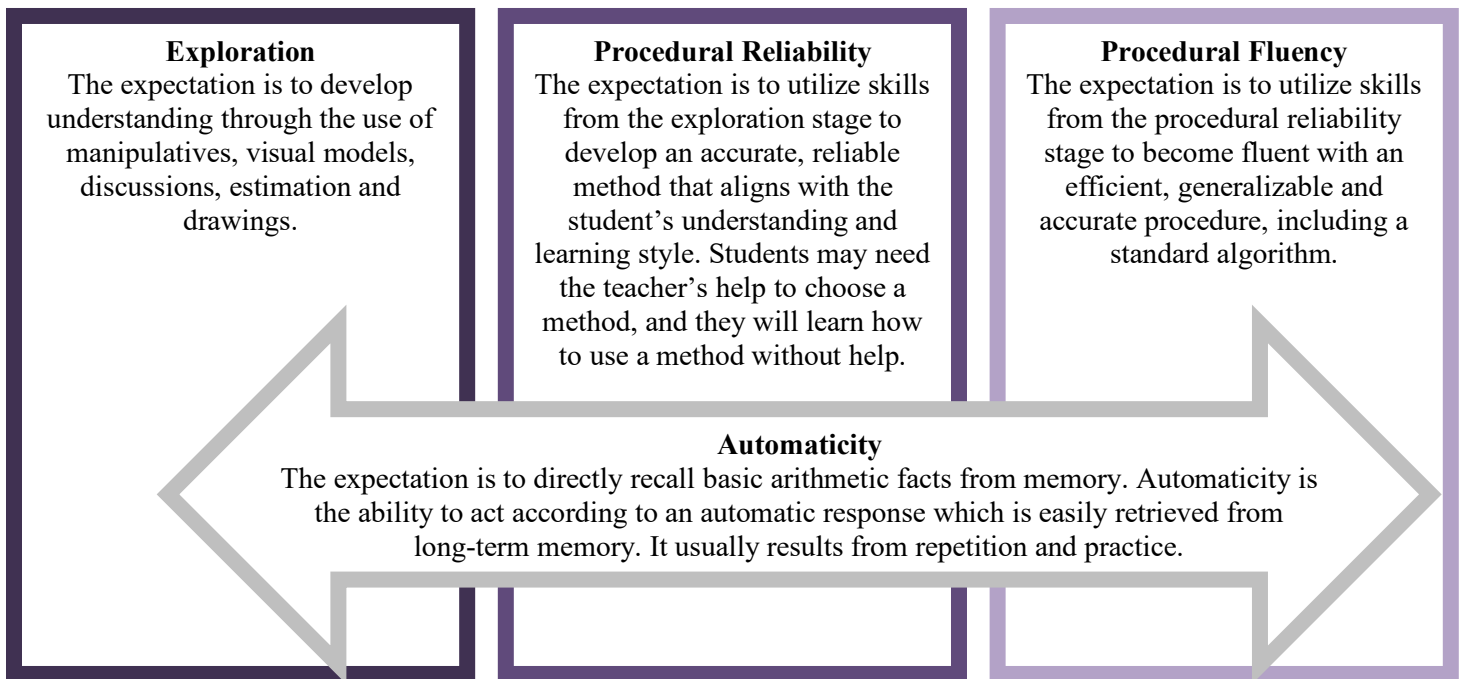 Exploration
The expectation is to develop
understanding through the use of
manipulatives, visual models,
discussions, estimation and
drawings.
Procedural Reliability
The expectation is to utilize skills
from the exploration stage to
develop an accurate, reliable
method that aligns with the
student’s understanding and
learning style. Students may need
the teacher’s help to choose a
method, and they will learn how
to use a method without help.
Procedural Fluency
The expectation is to utilize skills
from the procedural reliability
stage to become fluent with an
efficient, generalizable and
accurate procedure, including a
standard algorithm.
Automaticity
The expectation is to directly recall basic arithmetic facts from memory. Automaticity is
the ability to act according to an automatic response which is easily retrieved from
long-term memory. It usually results from repetition and practice.